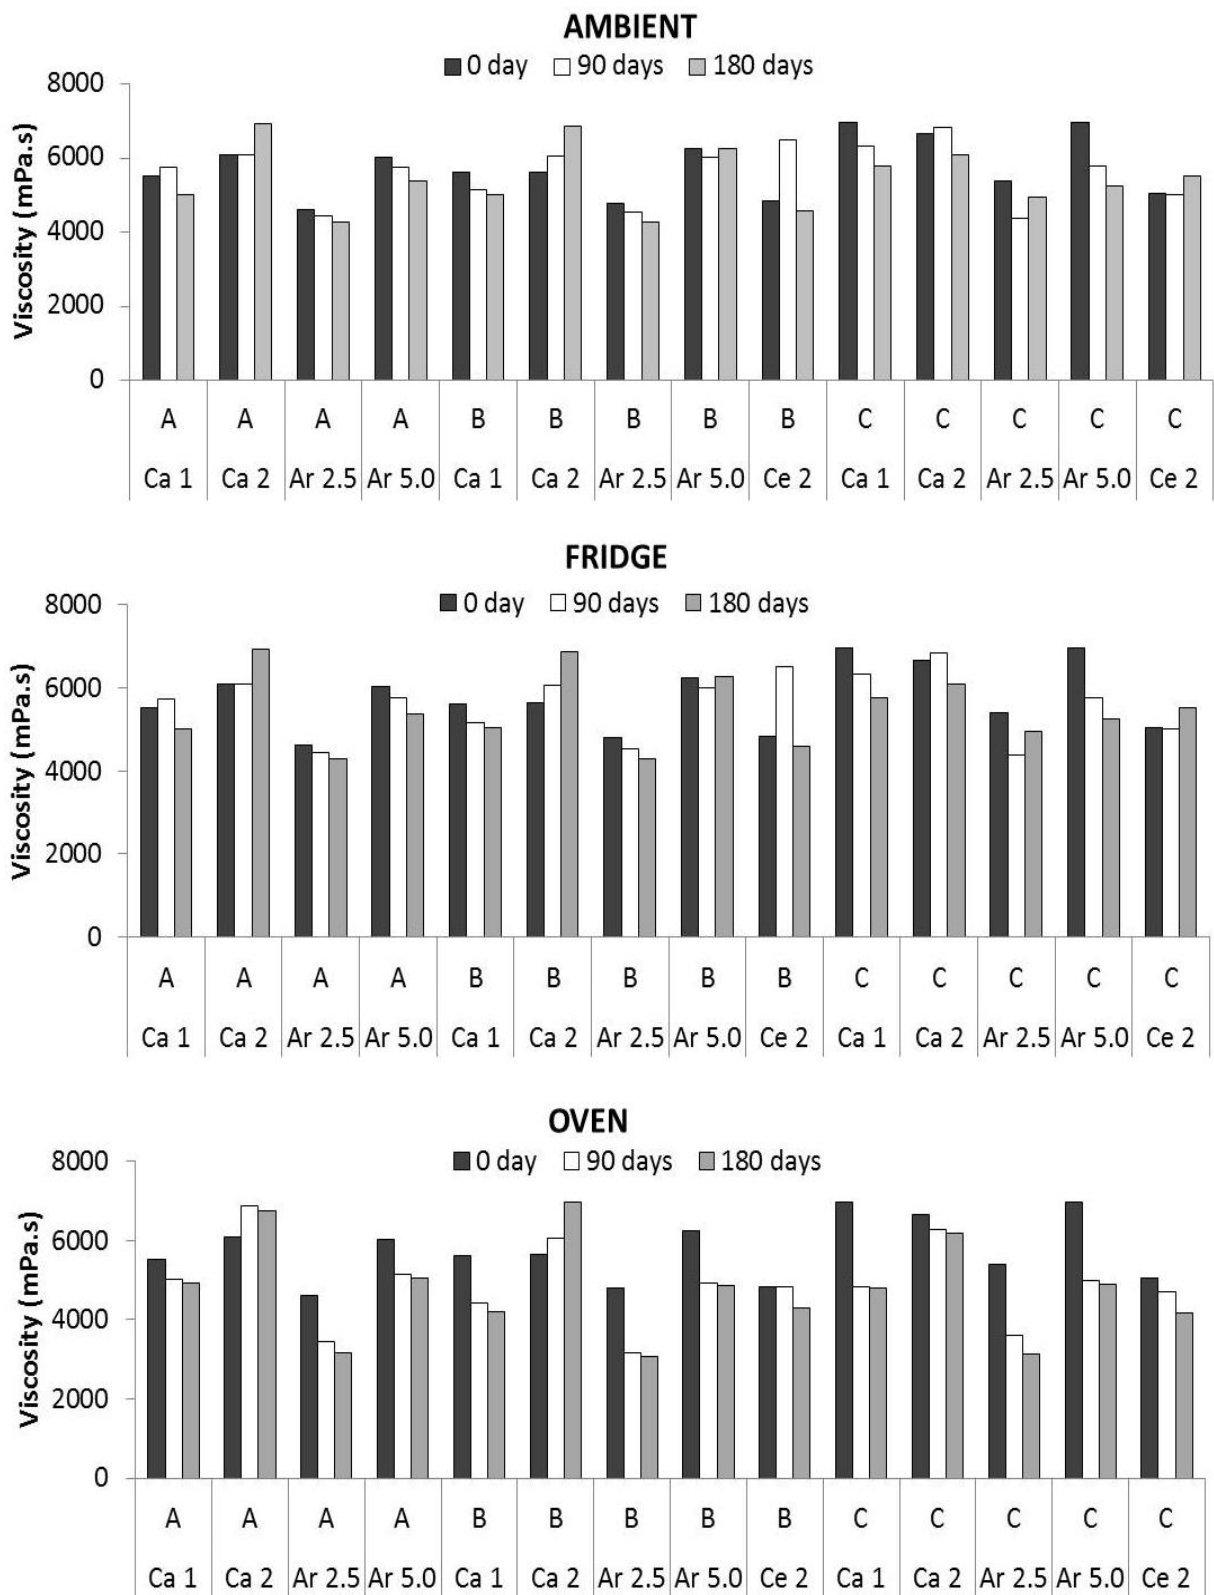 AMBIENT
0 day 90 days 180 days
8000
6000
4000
2000
0
Viscosity (mPa.s)
A A A A B B B B B C C C C C
Ca 1 Ca 2 Ar 2.5 Ar 5.0 Ca 1 Ca 2 Ar 2.5 Ar 5.0 Ce 2 Ca 1 Ca 2 Ar 2.5 Ar 5.0 Ce 2
FRIDGE
0 day 90 days 180 days
8000
6000
4000
2000
0
Viscosity (mPa.s)
A A A A B B B B B C C C C C
Ca 1 Ca 2 Ar 2.5 Ar 5.0 Ca 1 Ca 2 Ar 2.5 Ar 5.0 Ce 2 Ca 1 Ca 2 Ar 2.5 Ar 5.0 Ce 2
OVEN
0 day 90 days 180 days
8000
6000
4000
2000
0
Viscosity (mPa.s)
A A A A B B B B B C C C C C
Ca 1 Ca 2 Ar 2.5 Ar 5.0 Ca 1 Ca 2 Ar 2.5 Ar 5.0 Ce 2 Ca 1 Ca 2 Ar 2.5 Ar 5.0 Ce 2